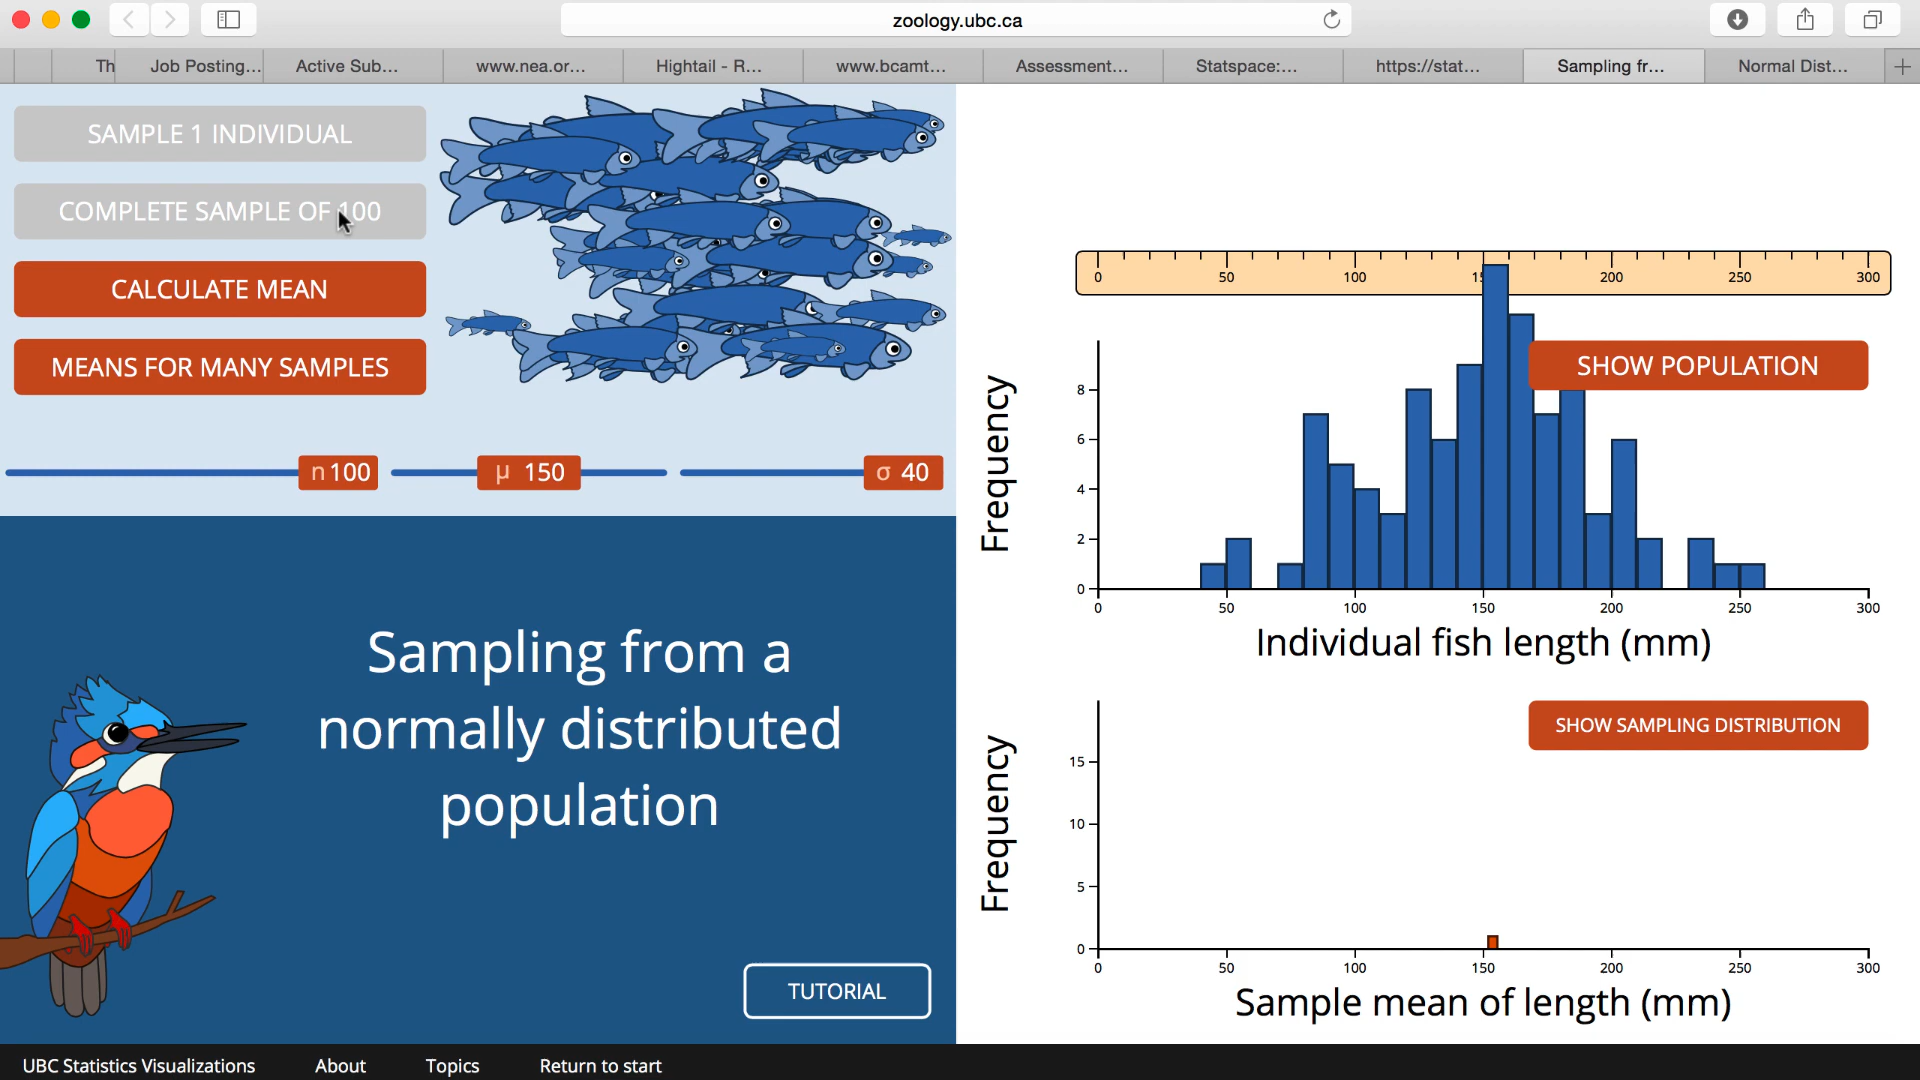 zoology.ubc.ca
Th
Job Posting...
Active Sub...
www.nea.or...
Hightail - R...
www.bcamt...
Assessment...
Statspace:...
https://stat...
Sampling fr...
Normal Dist...
SAMPLE 1 INDIVIDUAL
COMPLETE SAMPLE OF 100
CALCULATE MEAN
MEANS FOR MANY SAMPLES
n 100
μ 150
σ 40
Sampling from a
normally distributed
population
TUTORIAL
0 50 100 15 200 250 300
SHOW POPULATION
Frequency
8
6
4
2
0
0 50 100 150 200 250 300
Individual fish length (mm)
SHOW SAMPLING DISTRIBUTION
Frequency
15
10
5
0
0 50 100 150 200 250 300
Sample mean of length (mm)
UBC Statistics Visualizations About Topics Return to start